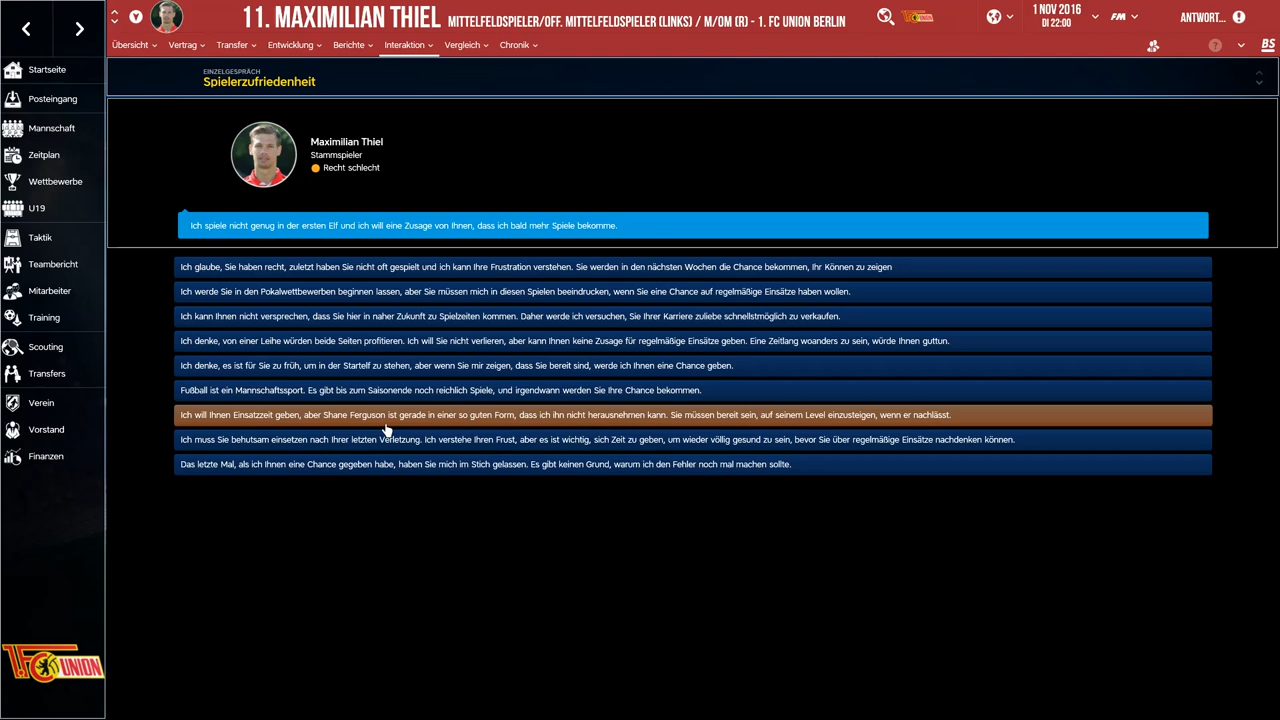 11. MAXIMILIAN THIEL MITTELFELDSPIELER/OFF. MITTELFELDSPIELER (LINKS) / M/OM (R) - 1. FC UNION BERLIN
1 NOV 2016
DI 22:00
FM
ANTWORT...
Übersicht
Vertrag
Transfer
Entwicklung
Berichte
Interaktion
Vergleich
Chronik
BS
Startseite
Posteingang
Mannschaft
Zeitplan
Wettbewerbe
U19
Taktik
Teambericht
Mitarbeiter
Training
Scouting
Transfers
Verein
Vorstand
Finanzen
1.FC UNION
EINZELGESPRÄCH
Spielerzufriedenheit
Maximilian Thiel
Stammspieler
Recht schlecht
Ich spiele nicht genug in der ersten Elf und ich will eine Zusage von Ihnen, dass ich bald mehr Spiele bekomme.
Ich glaube, Sie haben recht, zuletzt haben Sie nicht oft gespielt und ich kann Ihre Frustration verstehen. Sie werden in den nächsten Wochen die Chance bekommen, Ihr Können zu zeigen
Ich werde Sie in den Pokalwettbewerben beginnen lassen, aber Sie müssen mich in diesen Spielen beeindrucken, wenn Sie eine Chance auf regelmäßige Einsätze haben wollen.
Ich kann Ihnen nicht versprechen, dass Sie hier in naher Zukunft zu Spielzeiten kommen. Daher werde ich versuchen, Sie Ihrer Karriere zuliebe schnellstmöglich zu verkaufen.
Ich denke, von einer Leihe würden beide Seiten profitieren. Ich will Sie nicht verlieren, aber kann Ihnen keine Zusage für regelmäßige Einsätze geben. Eine Zeitlang woanders zu sein, würde Ihnen guttun.
Ich denke, es ist für Sie zu früh, um in der Startelf zu stehen, aber wenn Sie mir zeigen, dass Sie bereit sind, werde ich Ihnen eine Chance geben.
Fußball ist ein Mannschaftssport. Es gibt bis zum Saisonende noch reichlich Spiele, und irgendwann werden Sie Ihre Chance bekommen.
Ich will Ihnen Einsatzzeit geben, aber Shane Ferguson ist gerade in einer so guten Form, dass ich ihn nicht herausnehmen kann. Sie müssen bereit sein, auf seinem Level einzusteigen, wenn er nachlässt.
Ich muss Sie behutsam einsetzen nach Ihrer letzten Verletzung. Ich verstehe Ihren Frust, aber es ist wichtig, sich Zeit zu geben, um wieder völlig gesund zu sein, bevor Sie über regelmäßige Einsätze nachdenken können.
Das letzte Mal, als ich Ihnen eine Chance gegeben habe, haben Sie mich im Stich gelassen. Es gibt keinen Grund, warum ich den Fehler noch mal machen sollte.